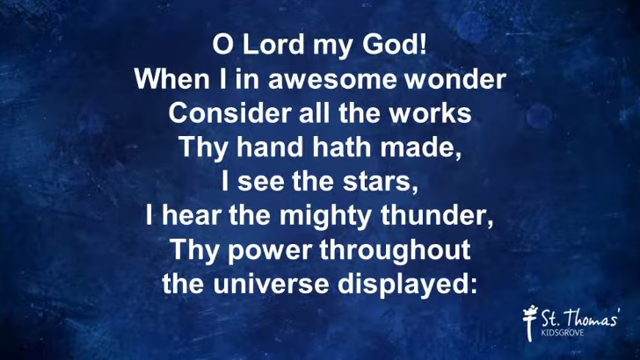 O Lord my God!
When I in awesome wonder
Consider all the works
Thy hand hath made,
I see the stars,
I hear the mighty thunder,
Thy power throughout
the universe displayed:
St. Thomas'
KIDSGROVE